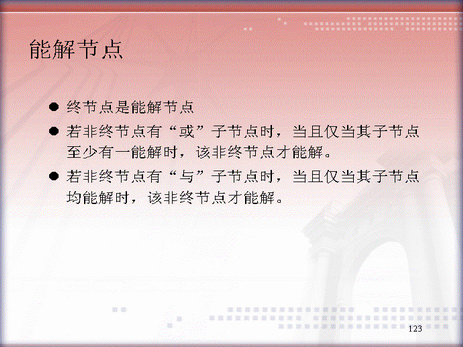 能解节点
● 终节点是能解节点
● 若非终节点有“或”子节点时，当且仅当其子节点
至少有一能解时，该非终节点才能解。
● 若非终节点有“与”子节点时，当且仅当其子节点
均能解时，该非终节点才能解。
123